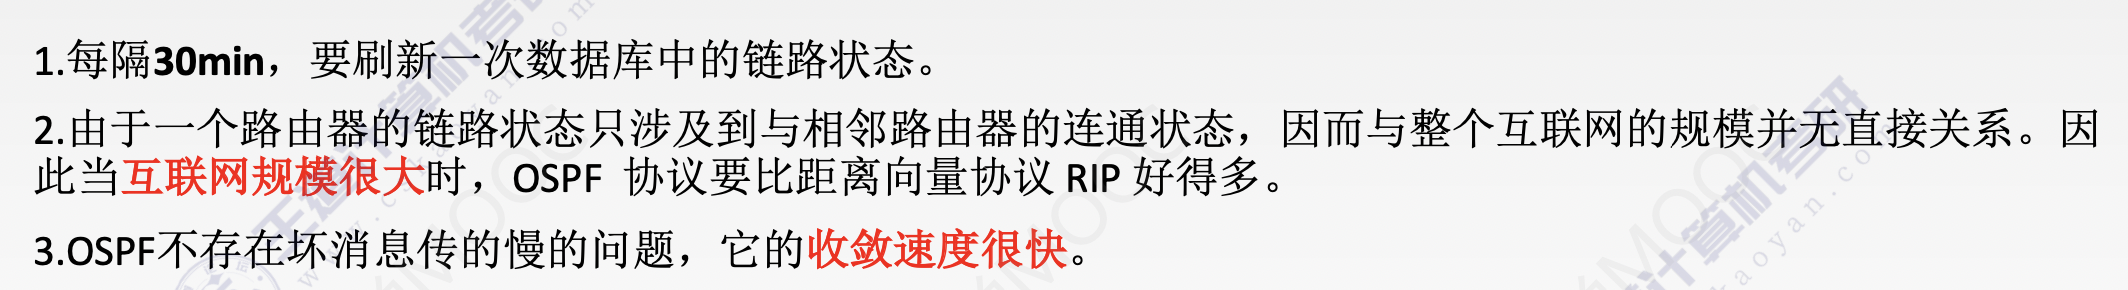 1.每隔30min，要刷新一次数据库中的链路状态。
2.由于一个路由器的链路状态只涉及到与相邻路由器的连通状态，因而与整个互联网的规模并无直接关系。因
此当互联网规模很大时，OSPF 协议要比距离向量协议 RIP 好得多。
3.OSPF不存在坏消息传的慢的问题，它的收敛速度很快。